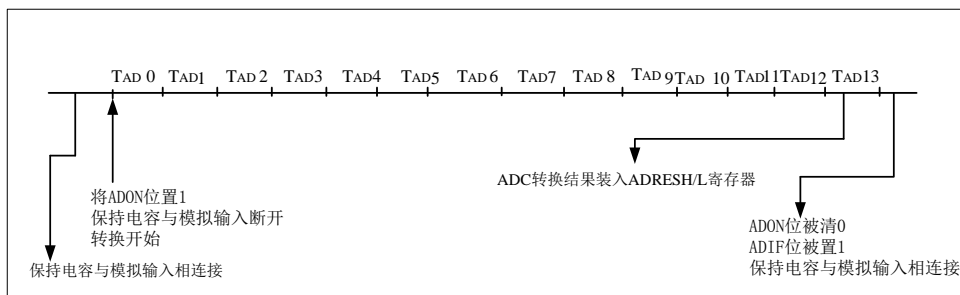 TAD 0 TAD1 TAD 2 TAD3 TAD4 TAD5 TAD 6 TAD7 TAD 8 TAD 9 TAD 10 TAD11 TAD12 TAD13
将ADON位置1
保持电容与模拟输入断开
转换开始
保持电容与模拟输入相连接
ADC转换结果装入ADRESH/L寄存器
ADON位被清0
ADIF位被置1
保持电容与模拟输入相连接